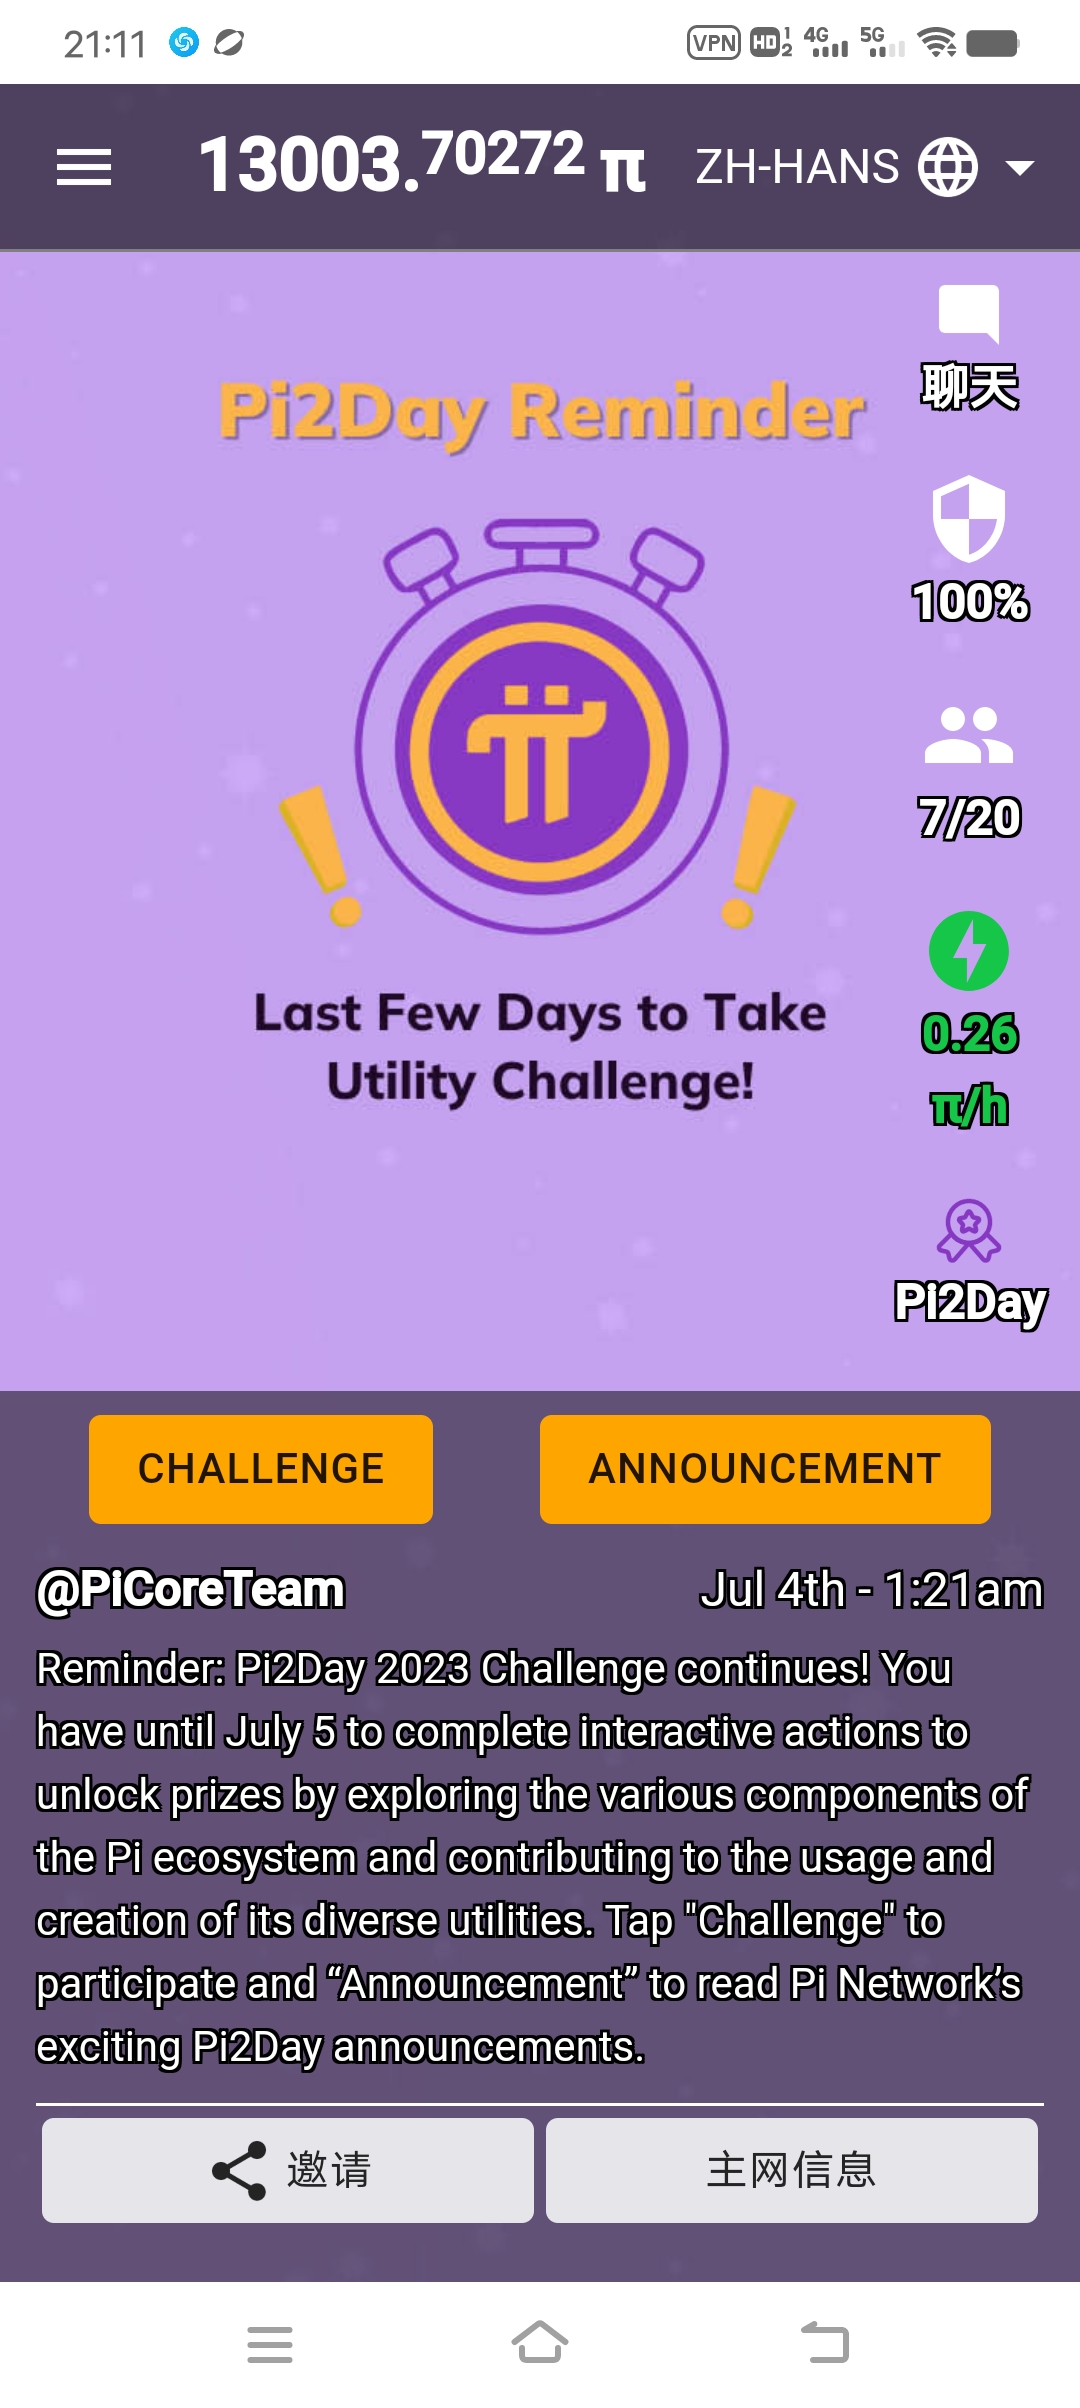 21:11
VPN HD 1 2 4G 5G
13003.70272 π ZH-HANS
聊天
Pi2Day Reminder
100%
7/20
Last Few Days to Take
Utility Challenge!
0.26
π/h
Pi2Day
CHALLENGE ANNOUNCEMENT
@PiCoreTeam Jul 4th - 1:21am
Reminder: Pi2Day 2023 Challenge continues! You
have until July 5 to complete interactive actions to
unlock prizes by exploring the various components of
the Pi ecosystem and contributing to the usage and
creation of its diverse utilities. Tap "Challenge" to
participate and “Announcement” to read Pi Network’s
exciting Pi2Day announcements.
邀请 主网信息